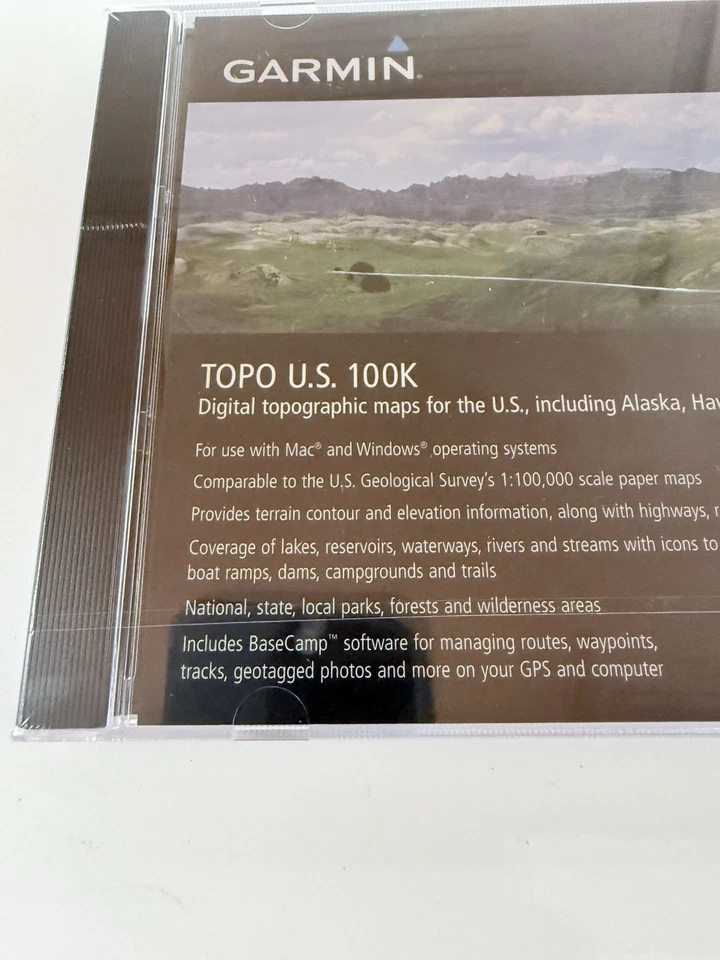 GARMIN
TOPO U.S. 100K
Digital topographic maps for the U.S., including Alaska,
For use with Mac® and Windows® operating systems
Comparable to the U.S. Geological Survey's 1:100,000 scale paper maps
Provides terrain contour and elevation information, along with highways,
Coverage of lakes, reservoirs, waterways, rivers and streams with icons to
boat ramps, dams, campgrounds and trails
National, state, local parks, forests and wilderness areas
Includes BaseCamp™ software for managing routes, waypoints,
tracks, geotagged photos and more on your GPS and computer